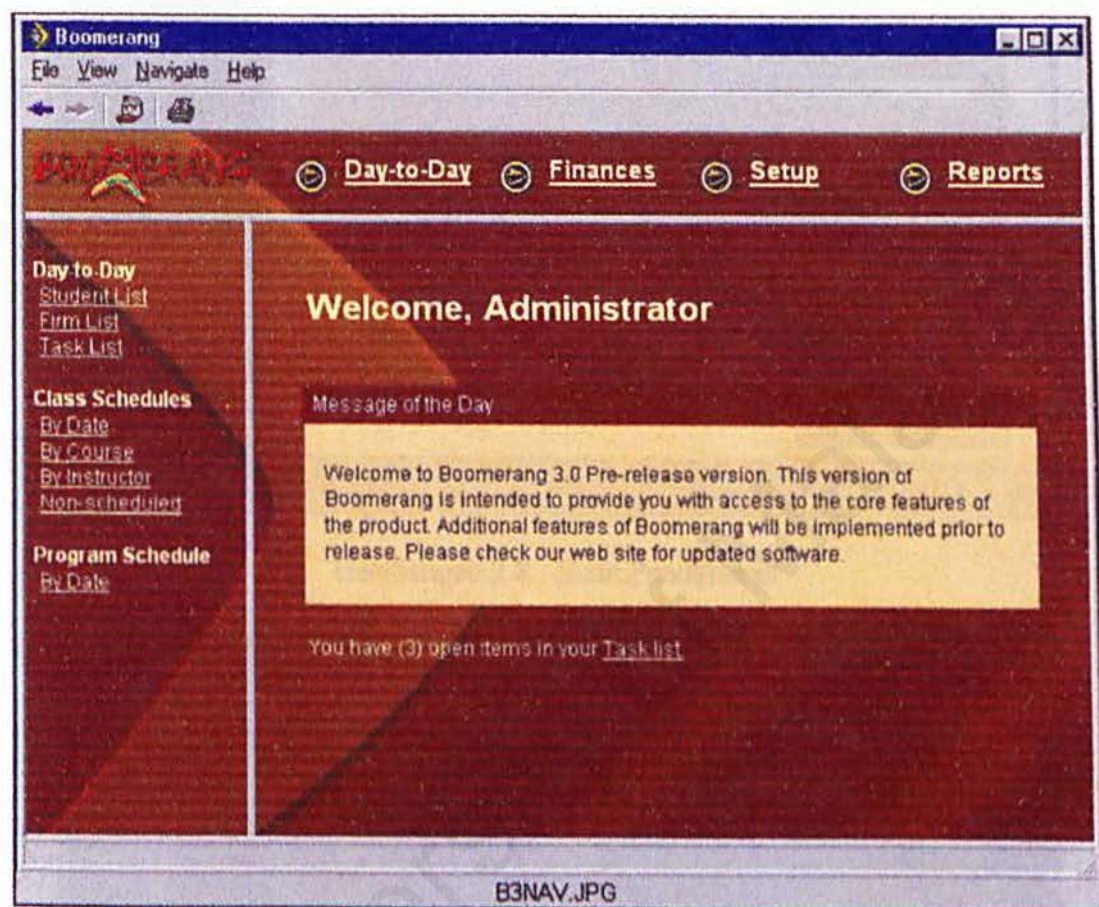 Boomerang
File View Navigate Help
BOOMERANG
Day-to-Day Finances Setup Reports
Day-to-Day
Student List
Firm List
Task List
Class Schedules
By Date
By Course
By Instructor
Non-scheduled
Program Schedule
By Date
Welcome, Administrator
Message of the Day
Welcome to Boomerang 3.0 Pre-release version. This version of
Boomerang is intended to provide you with access to the core features of
the product. Additional features of Boomerang will be implemented prior to
release. Please check our web site for updated software.
You have (3) open items in your Task list
B3NAV.JPG